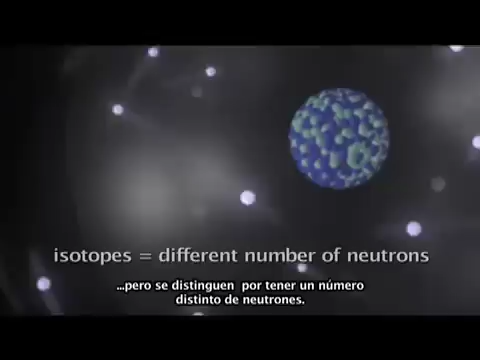 isotopes = different number of neutrons
...pero se distinguen por tener un número
distinto de neutrones.